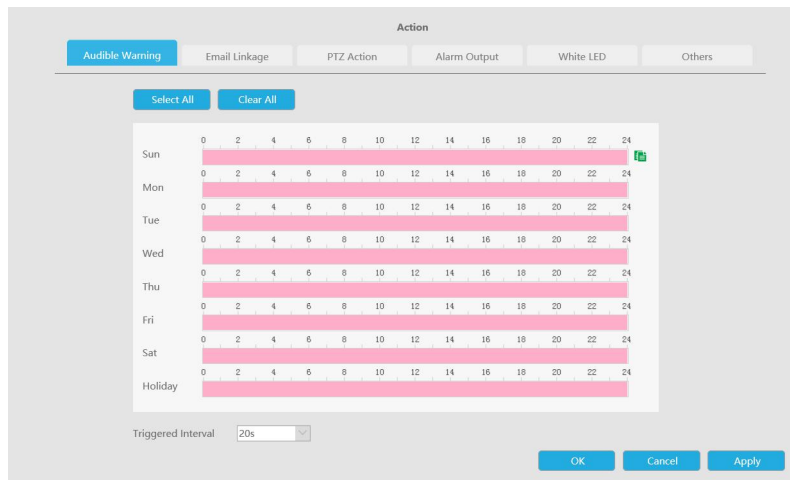 Action
Audible Warning Email Linkage PTZ Action Alarm Output White LED Others
Select All Clear All
0 2 4 6 8 10 12 14 16 18 20 22 24
Sun
0 2 4 6 8 10 12 14 16 18 20 22 24
Mon
0 2 4 6 8 10 12 14 16 18 20 22 24
Tue
0 2 4 6 8 10 12 14 16 18 20 22 24
Wed
0 2 4 6 8 10 12 14 16 18 20 22 24
Thu
0 2 4 6 8 10 12 14 16 18 20 22 24
Fri
0 2 4 6 8 10 12 14 16 18 20 22 24
Sat
0 2 4 6 8 10 12 14 16 18 20 22 24
Holiday
Triggered Interval 20s
OK Cancel Apply